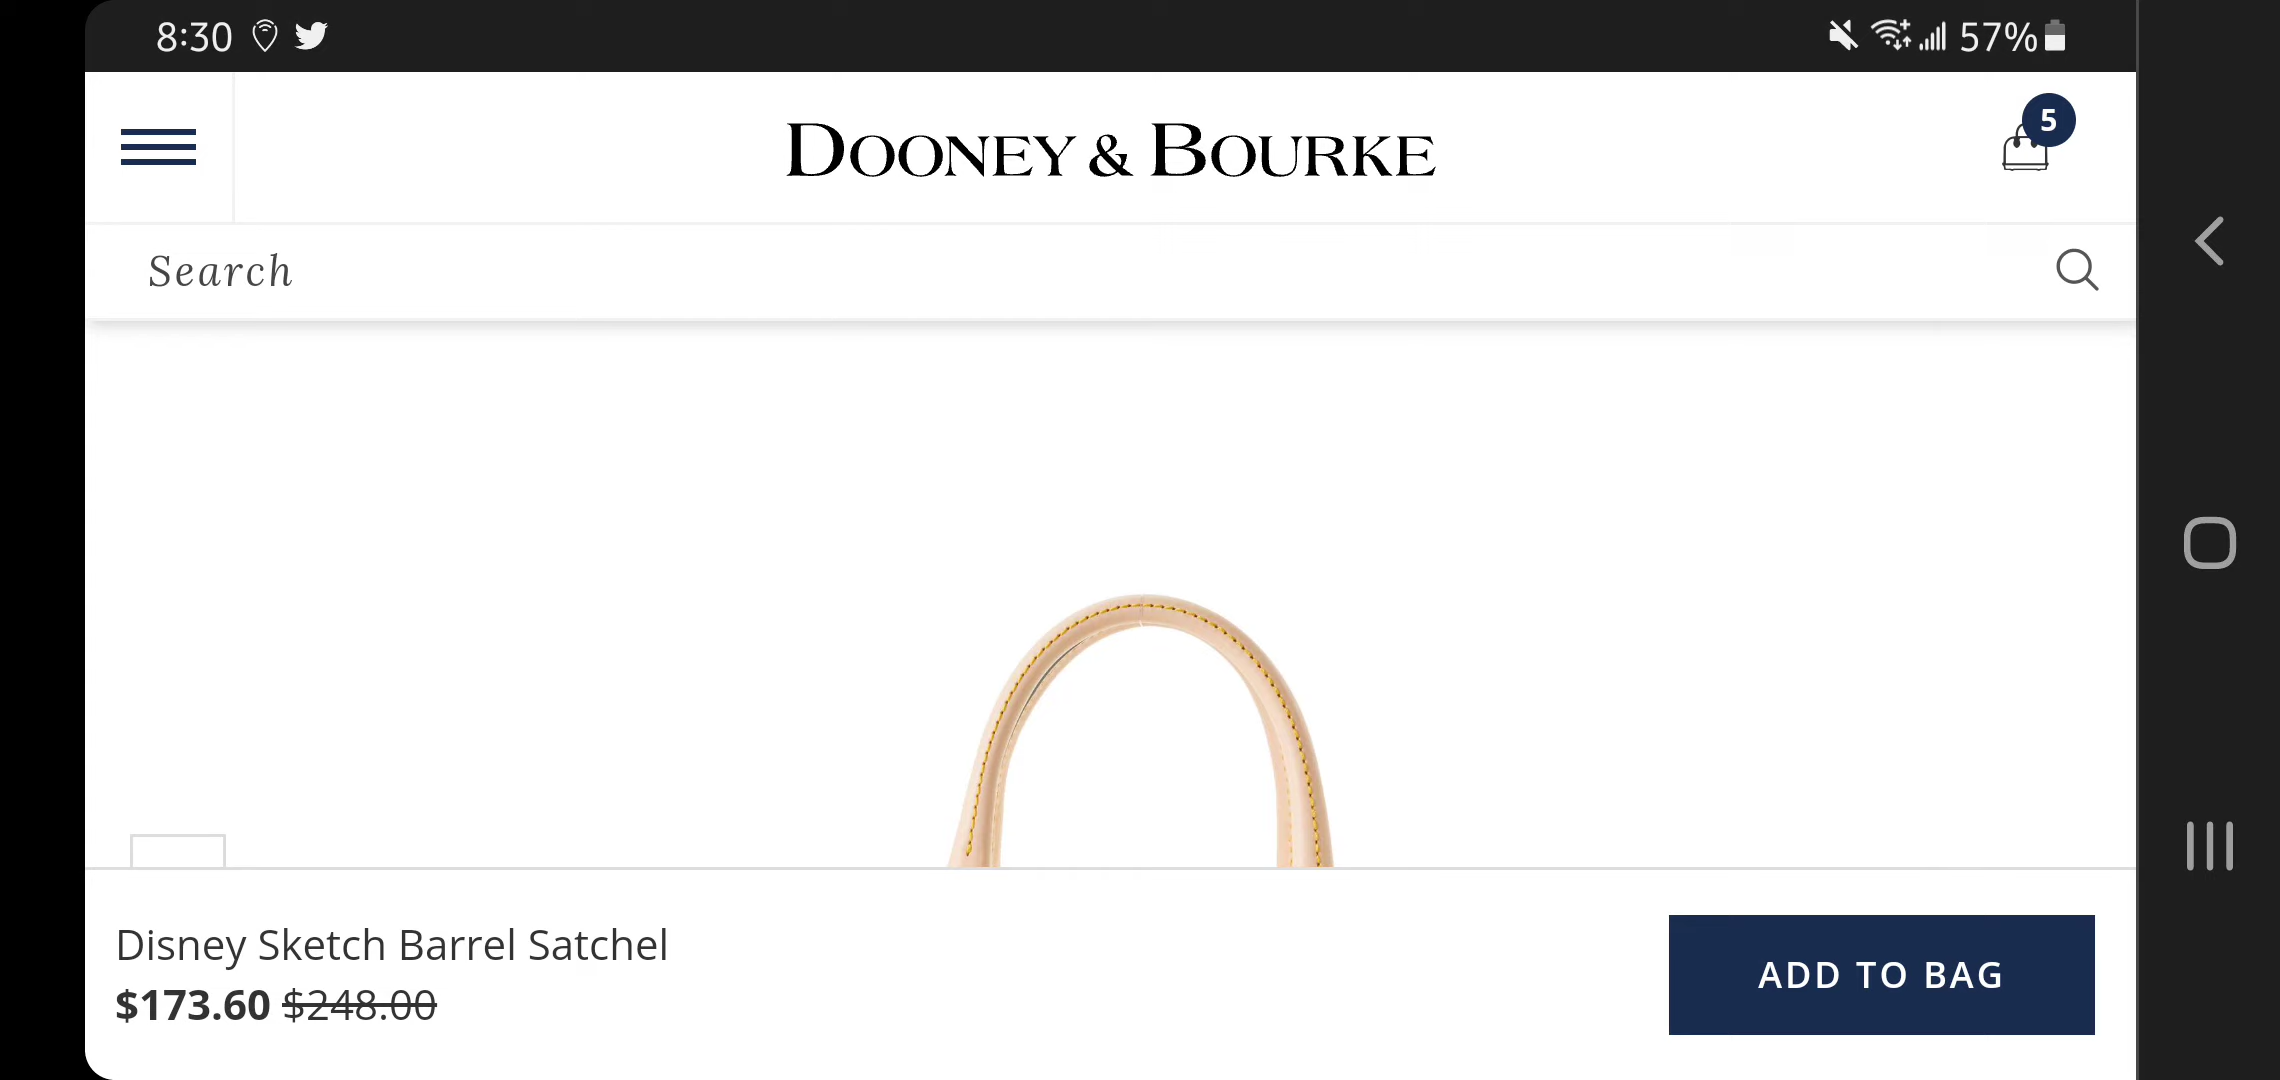 8:30
57%
DOONEY & BOURKE
5
Search
Disney Sketch Barrel Satchel
$173.60 $248.00
ADD TO BAG